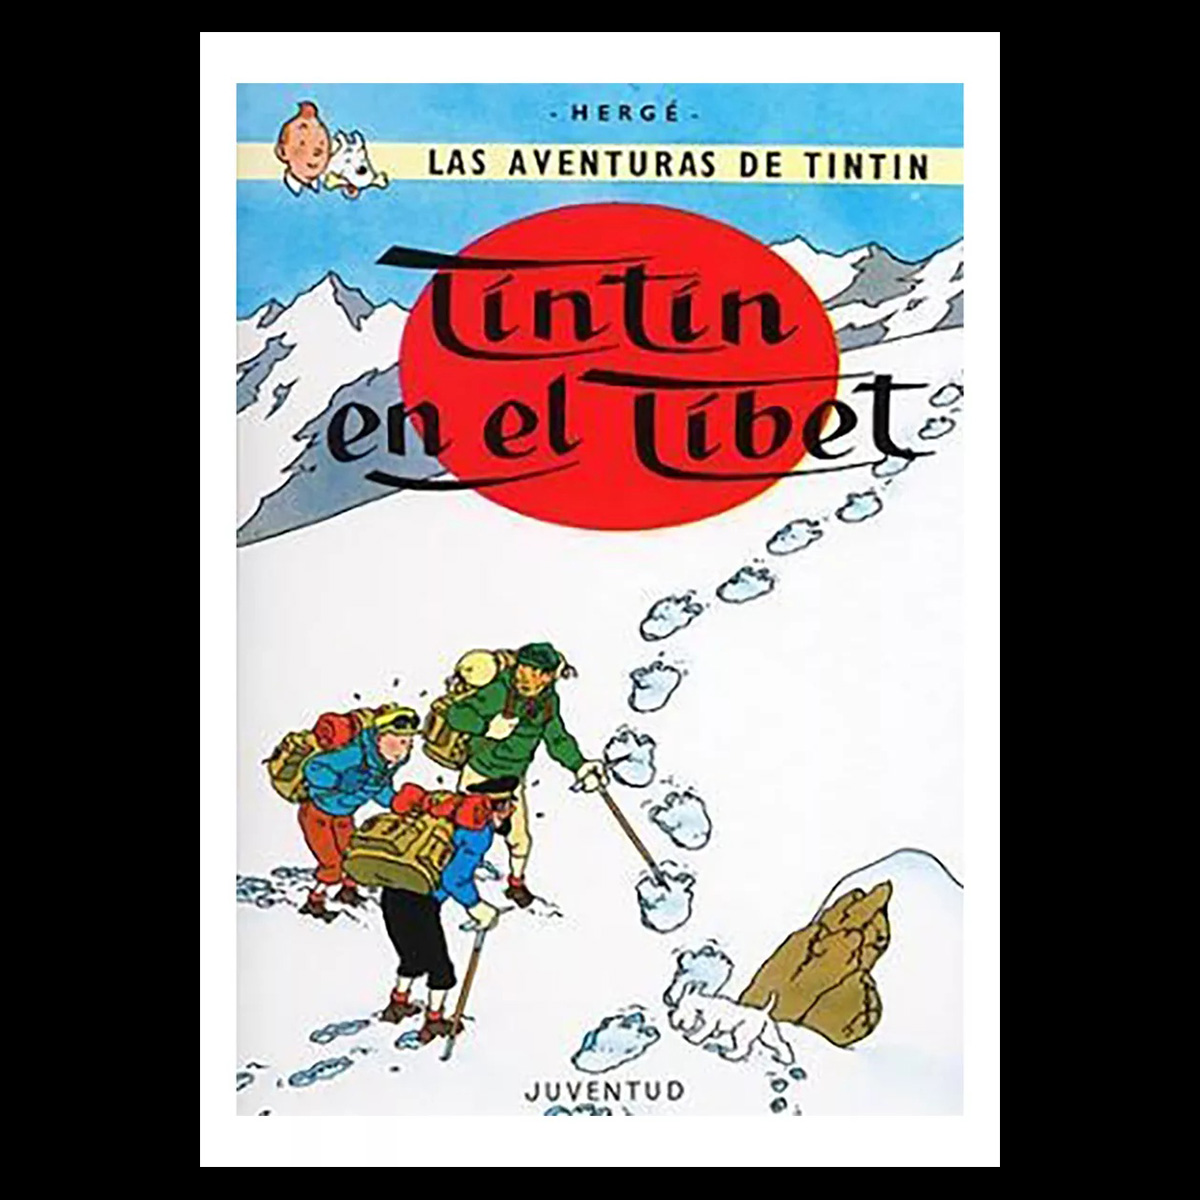 - HERGÉ -
LAS AVENTURAS DE TINTIN
Tintín
en el Tíbet
JUVENTUD